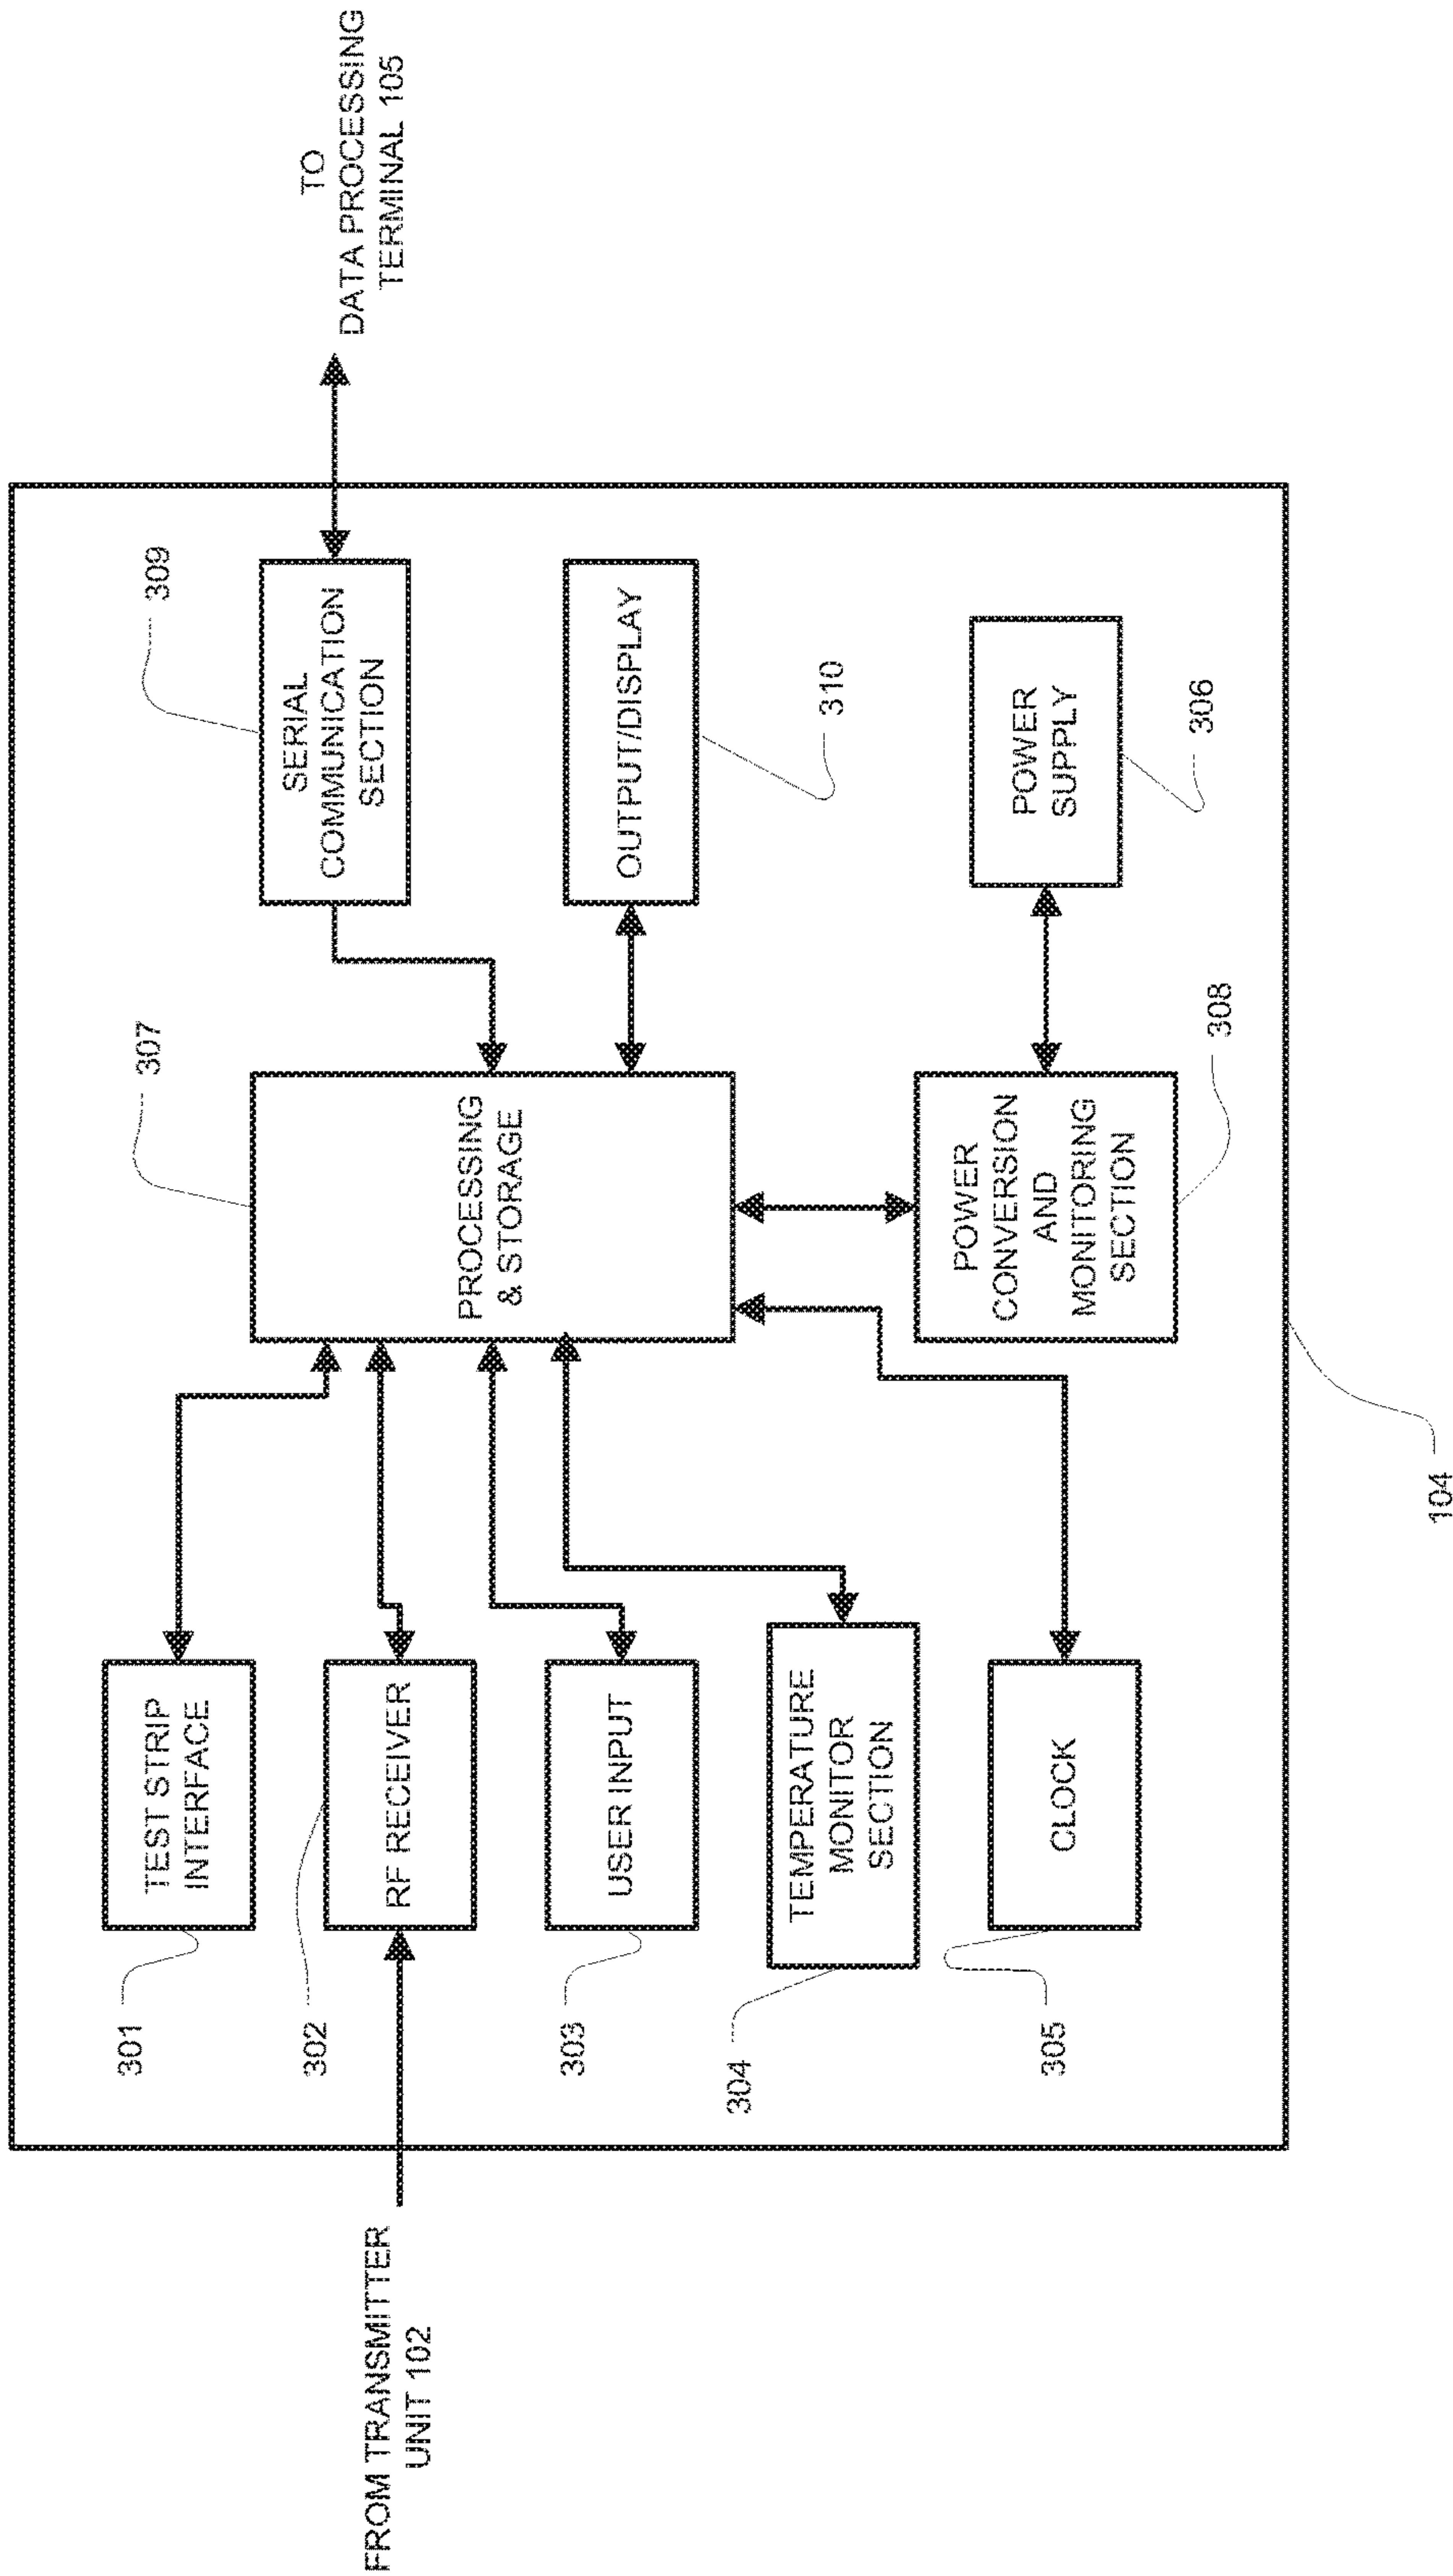 FROM TRANSMITTER
UNIT 102
301
TEST STRIP
INTERFACE
302
RF RECEIVER
303
USER INPUT
304
TEMPERATURE
MONITOR
SECTION
305
CLOCK
307
PROCESSING
& STORAGE
POWER
CONVERSION
AND
MONITORING
SECTION
308
309
SERIAL
COMMUNICATION
SECTION
OUTPUT/DISPLAY
310
POWER
SUPPLY
306
TO
DATA PROCESSING
TERMINAL 105
104